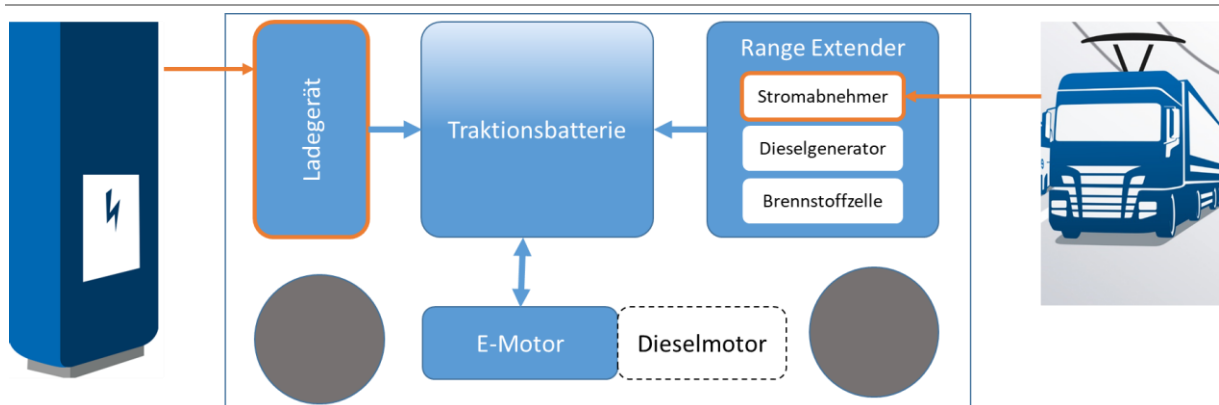 Ladegerät
Traktionsbatterie
Range Extender
Stromabnehmer
Dieselgenerator
Brennstoffzelle
E-Motor
Dieselmotor